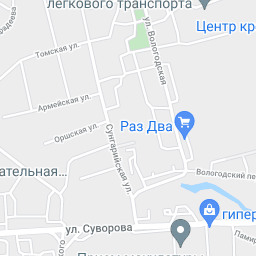 легкового транспорта
ул. Вологодская
Центр кр
Томская ул.
Армейская ул.
Оршская ул.
Сунгарийская ул.
Раз Два
Вологодский пе
ательная...
гипер
ул. Суворова